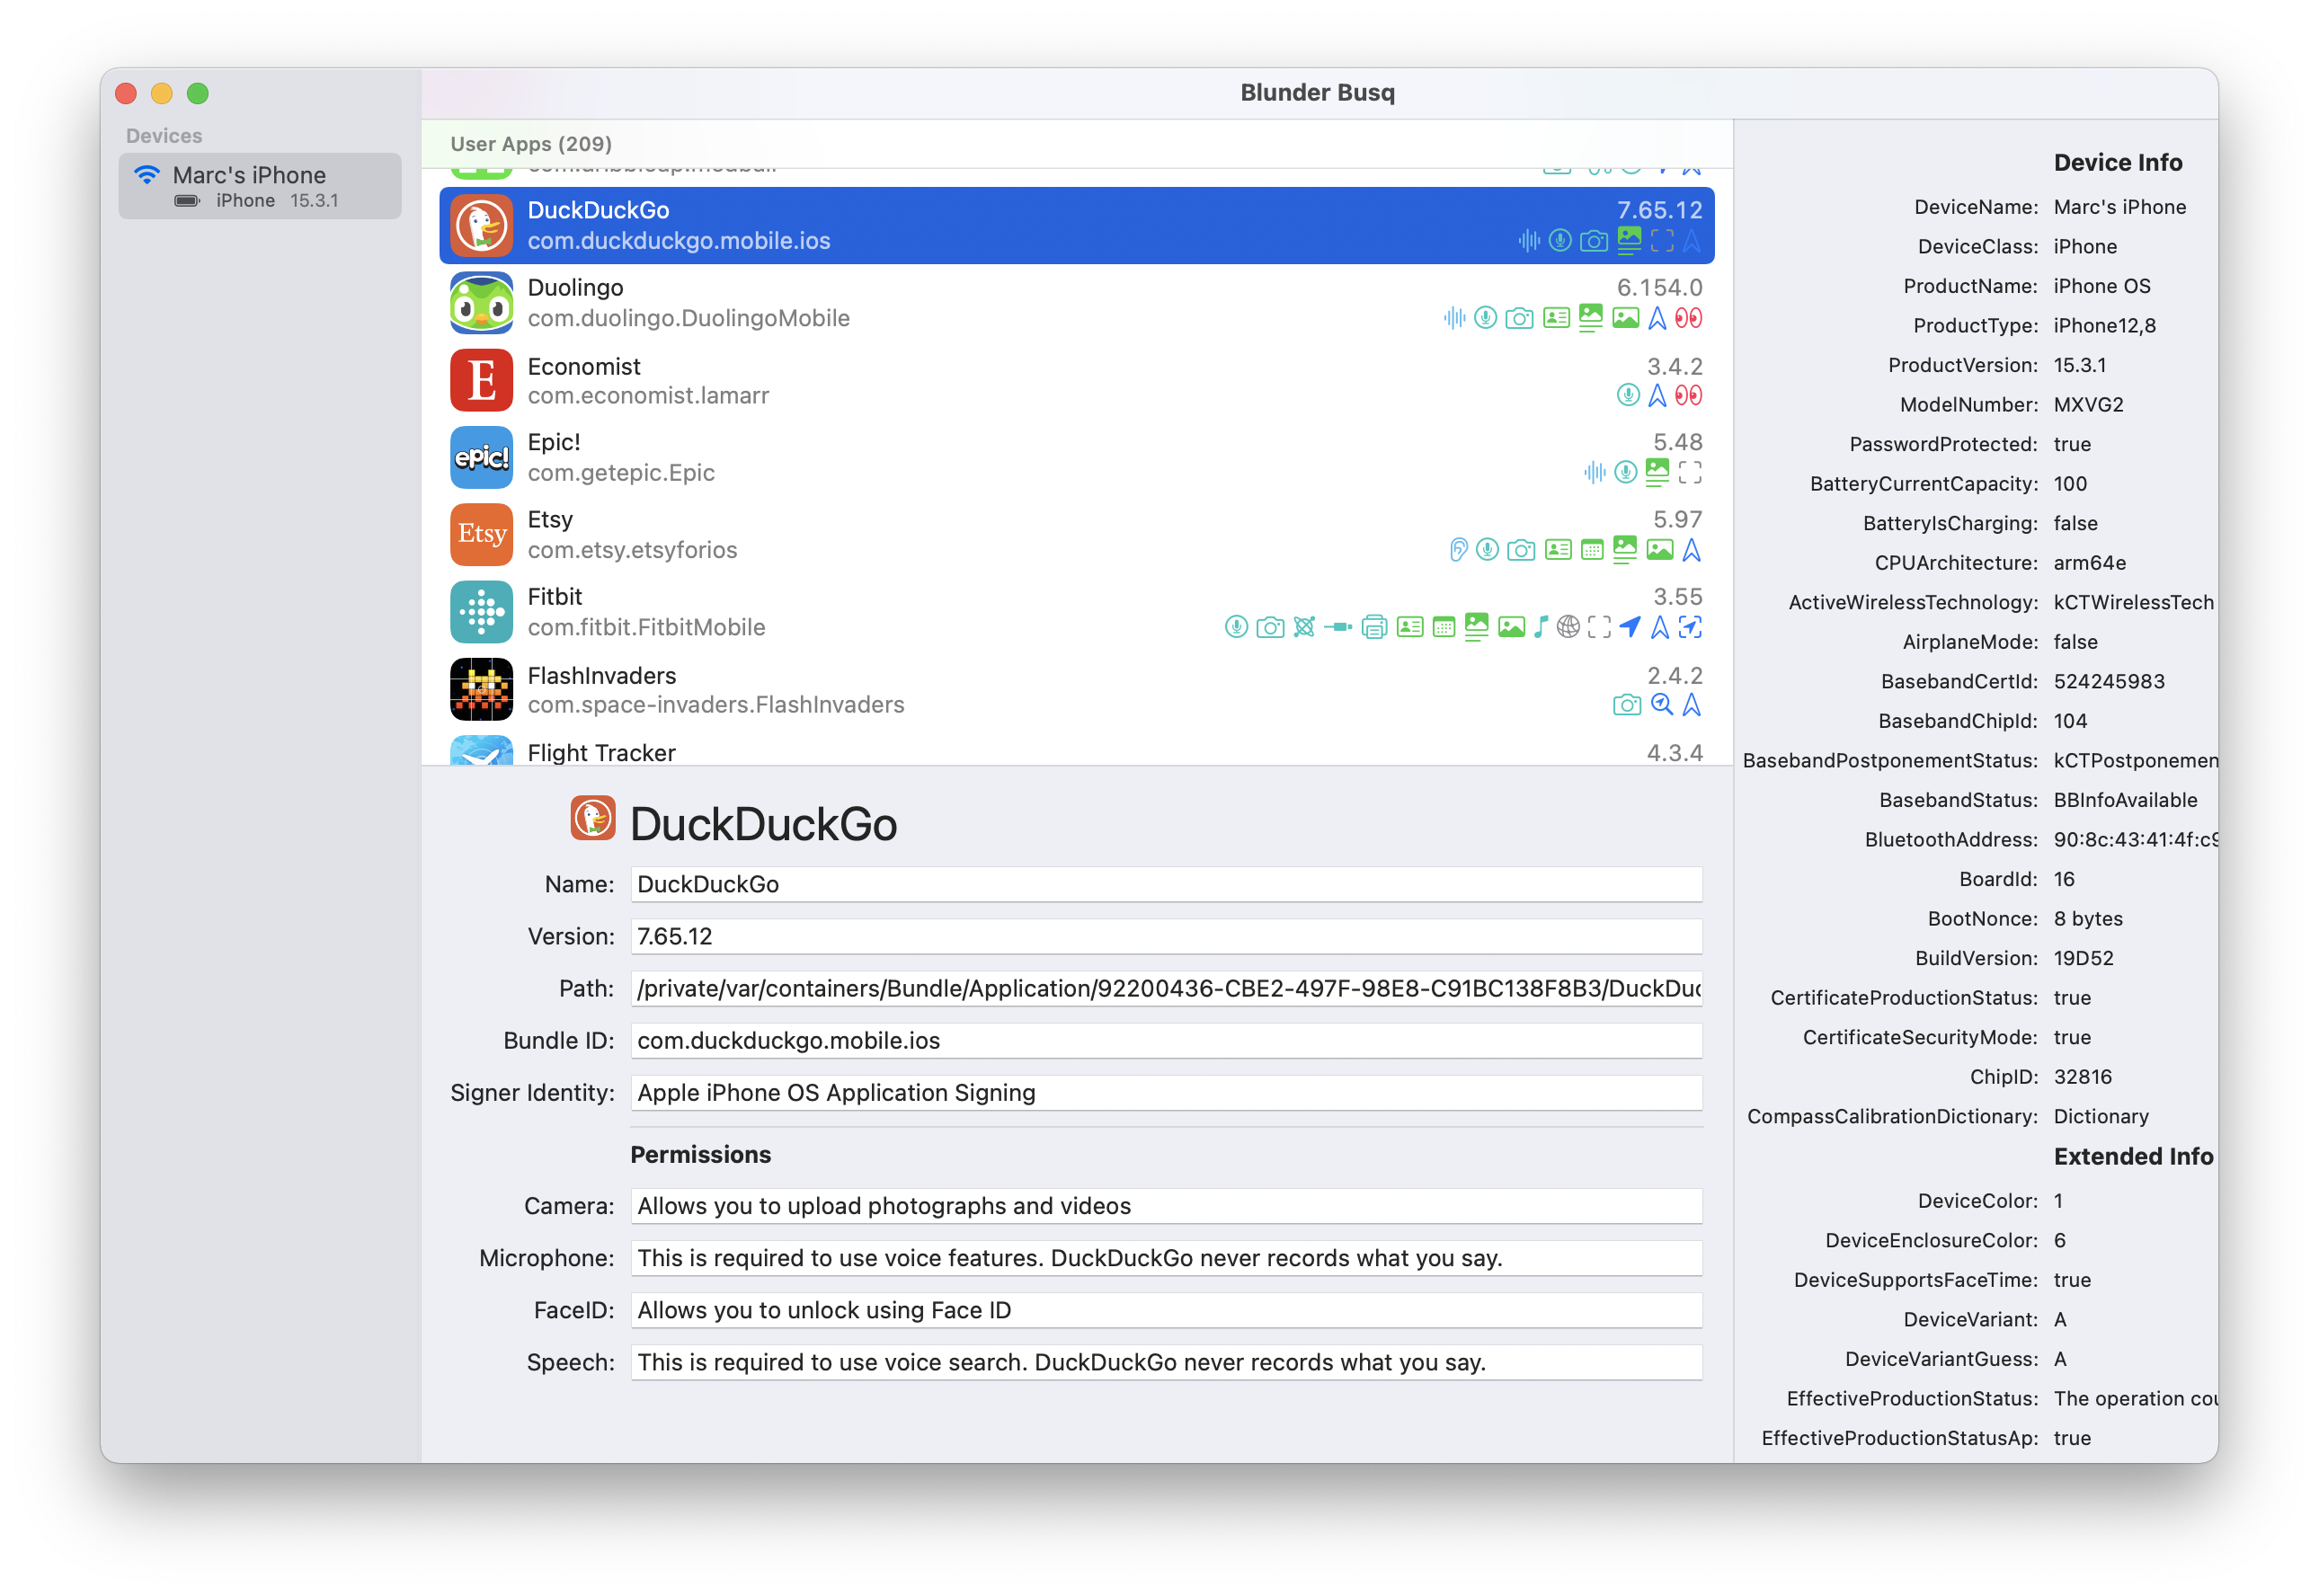 Blunder Busq
Devices
Marc's iPhone
iPhone 15.3.1
User Apps (209)
DuckDuckGo
7.65.12
com.duckduckgo.mobile.ios
Duolingo
6.154.0
com.duolingo.DuolingoMobile
E
Economist
3.4.2
com.economist.lamarr
epic!
Epic!
5.48
com.getepic.Epic
Etsy
Etsy
5.97
com.etsy.etsyforios
Fitbit
3.55
com.fitbit.FitbitMobile
FlashInvaders
2.4.2
com.space-invaders.FlashInvaders
Flight Tracker
4.3.4
DuckDuckGo
Name: DuckDuckGo
Version: 7.65.12
Path: /private/var/containers/Bundle/Application/92200436-CBE2-497F-98E8-C91BC138F8B3/DuckDuc
Bundle ID: com.duckduckgo.mobile.ios
Signer Identity: Apple iPhone OS Application Signing
Permissions
Camera: Allows you to upload photographs and videos
Microphone: This is required to use voice features. DuckDuckGo never records what you say.
FaceID: Allows you to unlock using Face ID
Speech: This is required to use voice search. DuckDuckGo never records what you say.
Device Info
DeviceName: Marc's iPhone
DeviceClass: iPhone
ProductName: iPhone OS
ProductType: iPhone12,8
ProductVersion: 15.3.1
ModelNumber: MXVG2
PasswordProtected: true
BatteryCurrentCapacity: 100
BatteryIsCharging: false
CPUArchitecture: arm64e
ActiveWirelessTechnology: kCTWirelessTech
AirplaneMode: false
BasebandCertId: 524245983
BasebandChipId: 104
BasebandPostponementStatus: kCTPostponemen
BasebandStatus: BBInfoAvailable
BluetoothAddress: 90:8c:43:41:4f:c9
BoardId: 16
BootNonce: 8 bytes
BuildVersion: 19D52
CertificateProductionStatus: true
CertificateSecurityMode: true
ChipID: 32816
CompassCalibrationDictionary: Dictionary
Extended Info
DeviceColor: 1
DeviceEnclosureColor: 6
DeviceSupportsFaceTime: true
DeviceVariant: A
DeviceVariantGuess: A
EffectiveProductionStatus: The operation cou
EffectiveProductionStatusAp: true